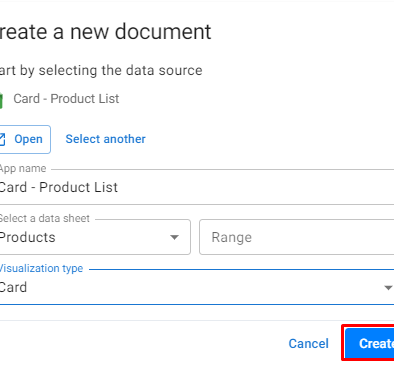 reate a new document
art by selecting the data source
Card - Product List
Open Select another
App name
Card - Product List
Select a data sheet
Products Range
Visualization type
Card
Cancel Create